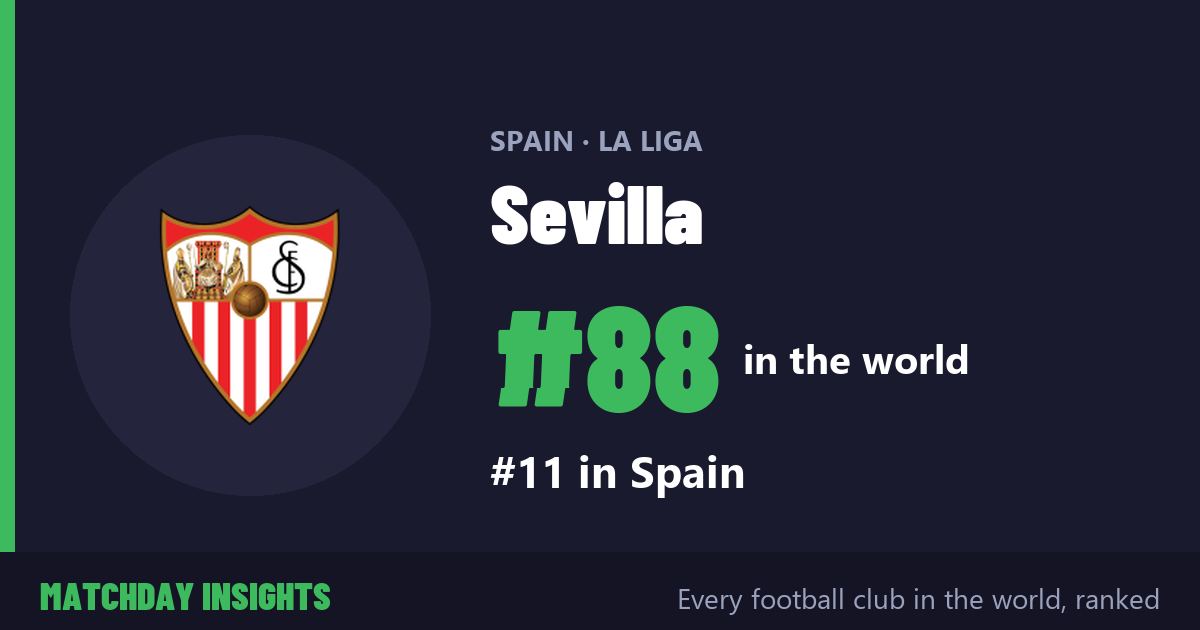 SPAIN · LA LIGA
Sevilla
#88 in the world
#11 in Spain
MATCHDAY INSIGHTS
Every football club in the world, ranked